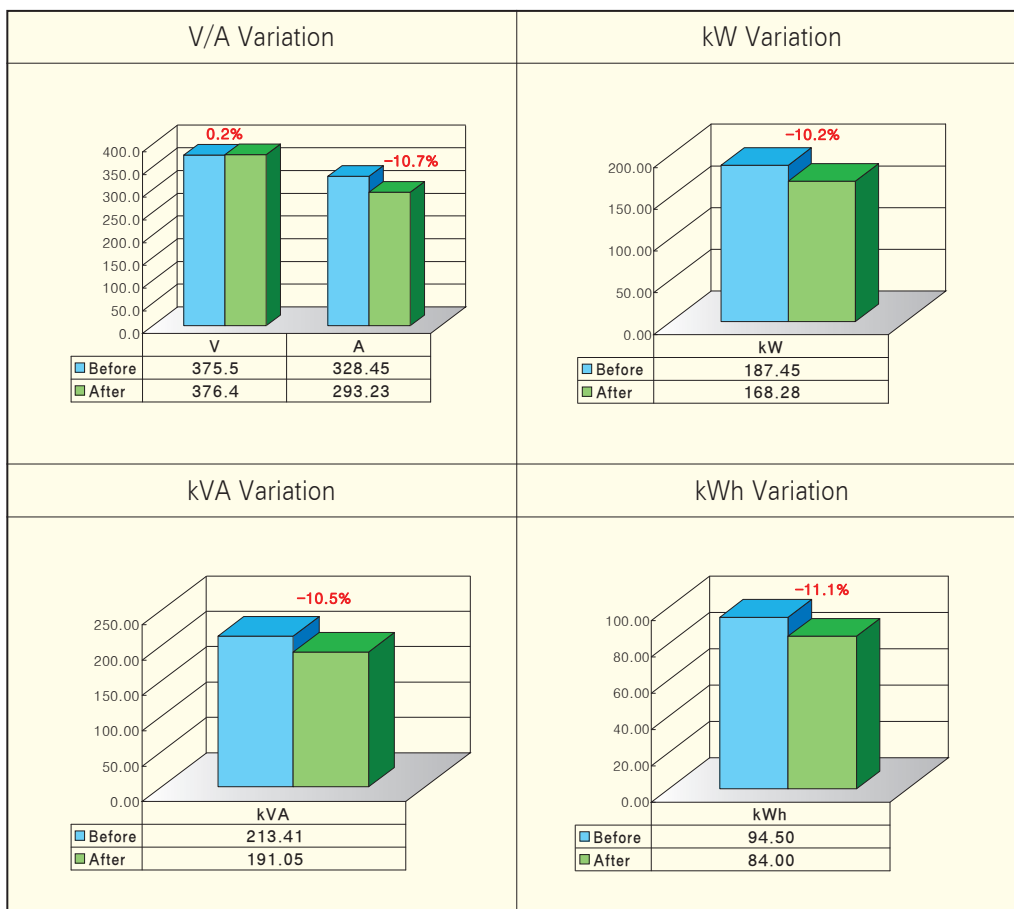 V/A Variation
kW Variation
0.2%
-10.7%
400.0
350.0
300.0
250.0
200.0
150.0
100.0
50.0
0.0
V A
Before 375.5 328.45
After 376.4 293.23
-10.2%
200.00
150.00
100.00
50.00
0.00
kW
Before 187.45
After 168.28
kVA Variation
kWh Variation
-10.5%
250.00
200.00
150.00
100.00
50.00
0.00
kVA
Before 213.41
After 191.05
-11.1%
100.00
80.00
60.00
40.00
20.00
0.00
kWh
Before 94.50
After 84.00